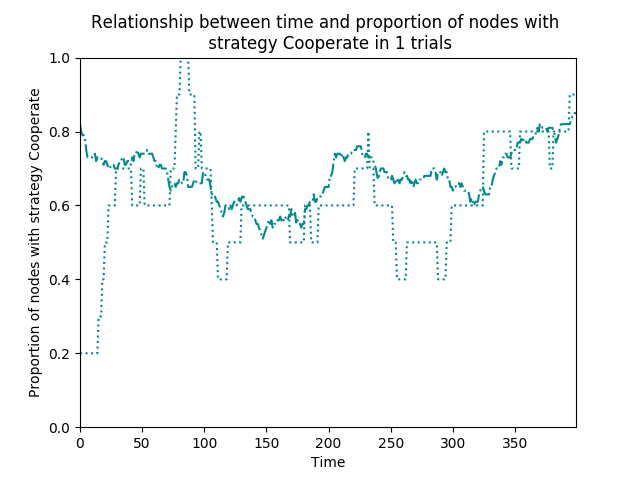 Relationship between time and proportion of nodes with
strategy Cooperate in 1 trials
Proportion of nodes with strategy Cooperate
1.0
0.8
0.6
0.4
0.2
0.0
0 50 100 150 200 250 300 350
Time